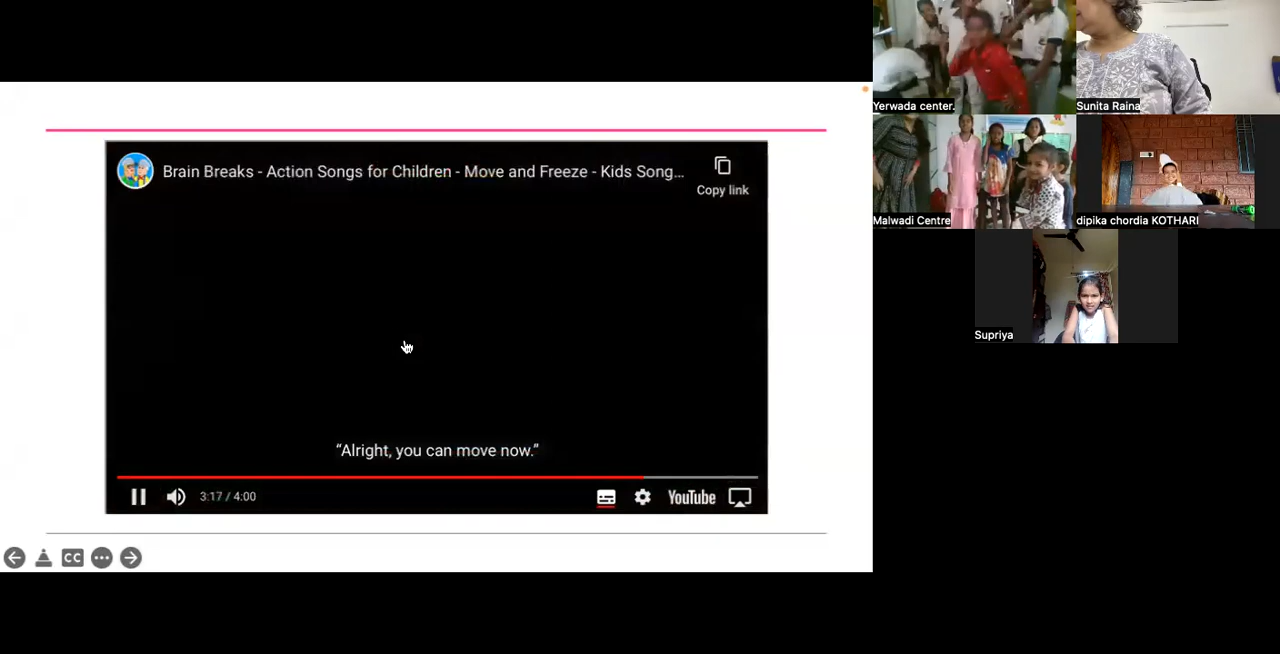 Brain Breaks - Action Songs for Children - Move and Freeze - Kids Song...
Copy link
“Alright, you can move now.”
3:17 / 4:00
YouTube
CC
Yerwada center.
Sunita Raina
Malwadi Centre
dipika chordia KOTHARI
Supriya